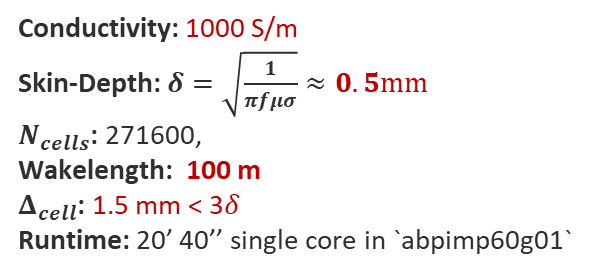 Conductivity: 1000 S/m
Skin-Depth: δ = √(1/(πfμσ)) ≈ 0.5mm
N_cells: 271600,
Wakelength: 100 m
Δ_cell: 1.5 mm < 3δ
Runtime: 20’ 40’’ single core in `abpimp60g01`